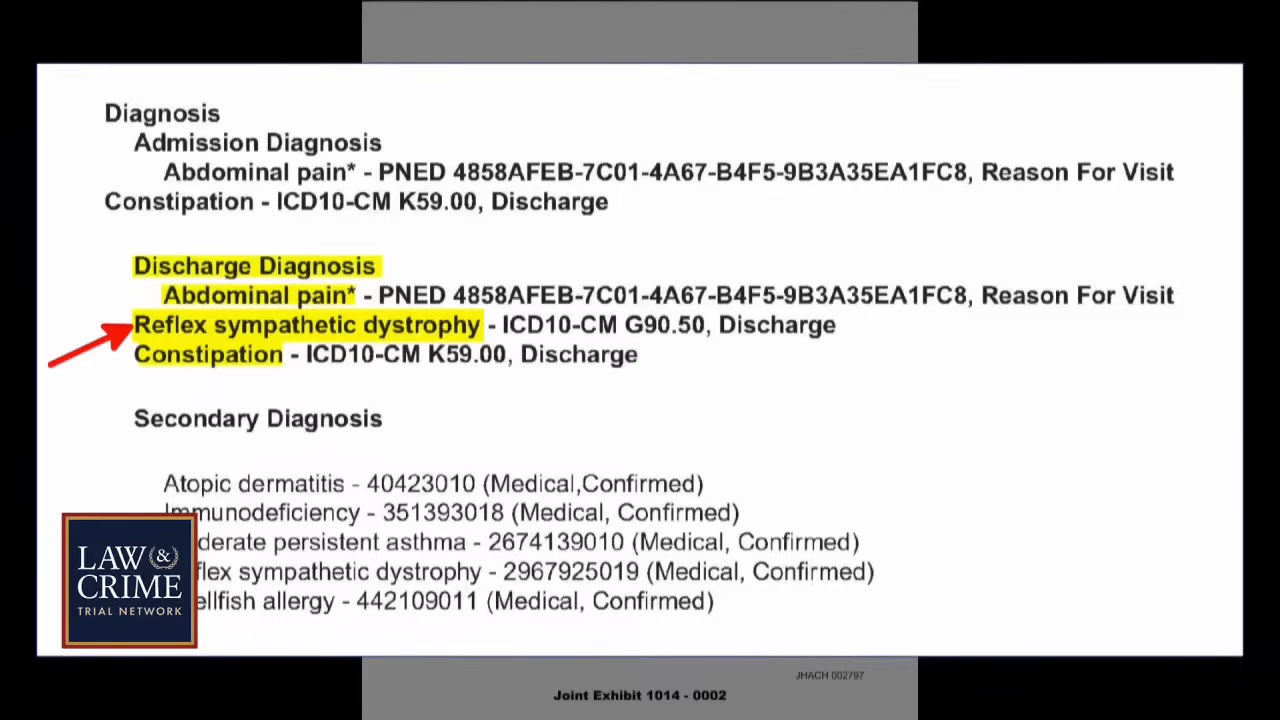 Diagnosis
Admission Diagnosis
Abdominal pain* - PNED 4858AFEB-7C01-4A67-B4F5-9B3A35EA1FC8, Reason For Visit
Constipation - ICD10-CM K59.00, Discharge
Discharge Diagnosis
Abdominal pain* - PNED 4858AFEB-7C01-4A67-B4F5-9B3A35EA1FC8, Reason For Visit
Reflex sympathetic dystrophy - ICD10-CM G90.50, Discharge
Constipation - ICD10-CM K59.00, Discharge
Secondary Diagnosis
Atopic dermatitis - 40423010 (Medical,Confirmed)
Immunodeficiency - 351393018 (Medical, Confirmed)
derate persistent asthma - 2674139010 (Medical, Confirmed)
flex sympathetic dystrophy - 2967925019 (Medical, Confirmed)
ellfish allergy - 442109011 (Medical, Confirmed)
LAW &
CRIME
TRIAL NETWORK
JHACH 002797
Joint Exhibit 1014 - 0002